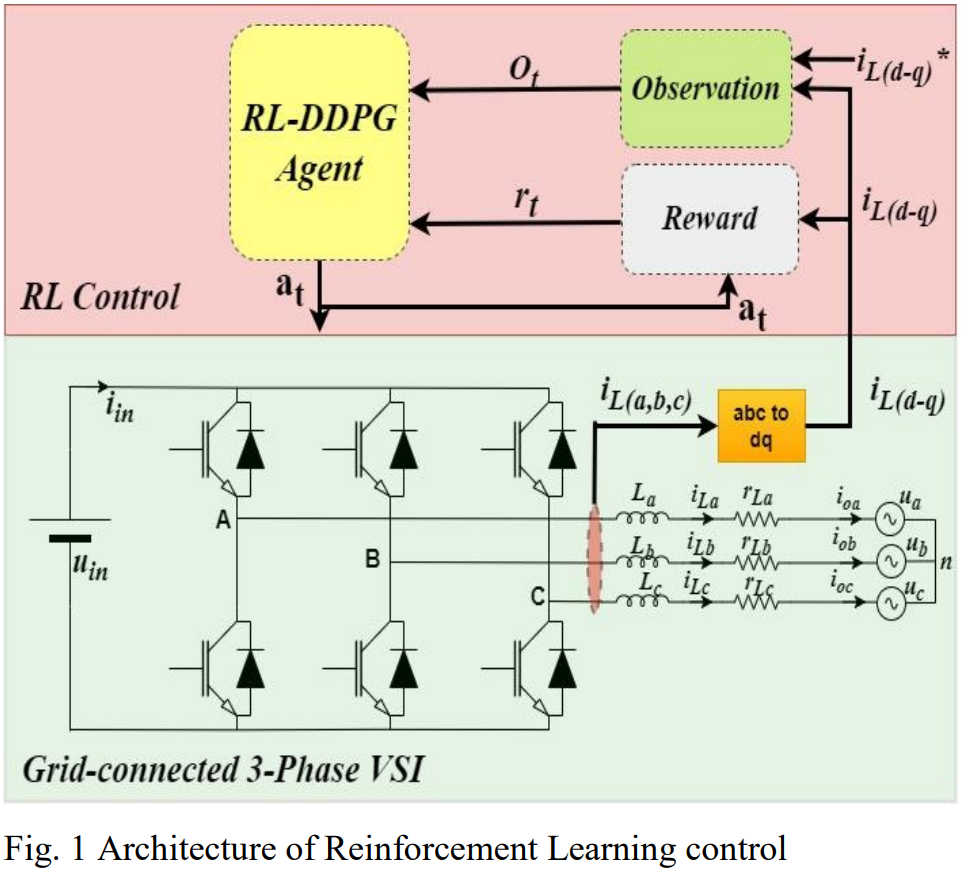 RL-DDPG
Agent
O_t
Observation
i_L(d-q)*
r_t
Reward
i_L(d-q)
a_t
a_t
RL Control
i_in
i_L(a,b,c)
abc to
dq
i_L(d-q)
u_in
A
L_a
i_La
r_La
i_oa
u_a
B
L_b
i_Lb
r_Lb
i_ob
u_b
n
C
L_c
i_Lc
r_Lc
i_oc
u_c
Grid-connected 3-Phase VSI
Fig. 1 Architecture of Reinforcement Learning control